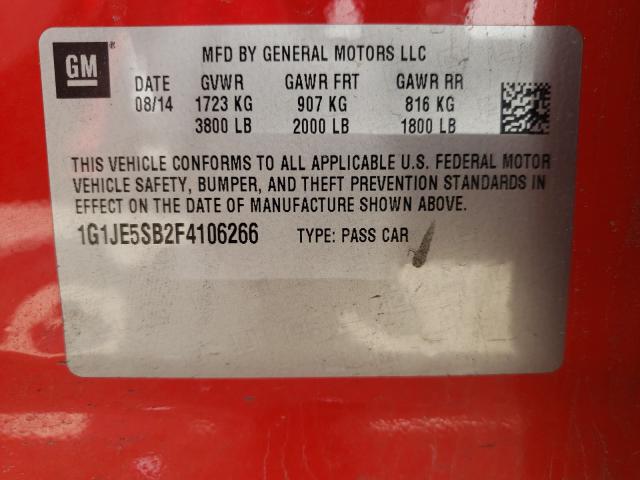 GM
MFD BY GENERAL MOTORS LLC
DATE GVWR GAWR FRT GAWR RR
08/14 1723 KG 907 KG 816 KG
3800 LB 2000 LB 1800 LB
THIS VEHICLE CONFORMS TO ALL APPLICABLE U.S. FEDERAL MOTOR
VEHICLE SAFETY, BUMPER, AND THEFT PREVENTION STANDARDS IN
EFFECT ON THE DATE OF MANUFACTURE SHOWN ABOVE.
1G1JE5SB2F4106266 TYPE: PASS CAR